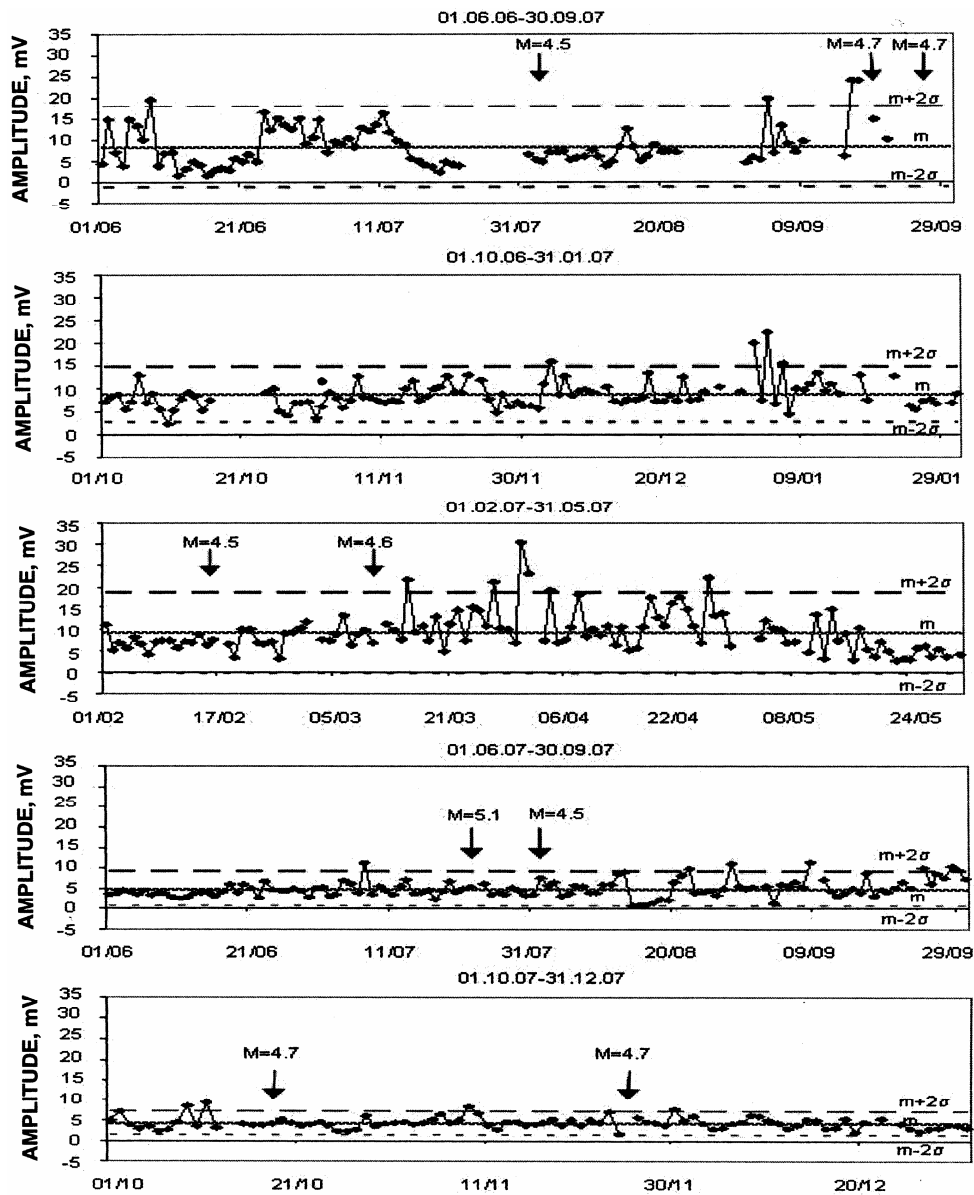 01.06.06-30.09.07
AMPLITUDE, mV
35
30
25
20
15
10
5
0
-5
M=4.5
M=4.7
M=4.7
m+2σ
m
m-2σ
01/06
21/06
11/07
31/07
20/08
09/09
29/09
01.10.06-31.01.07
AMPLITUDE, mV
35
30
25
20
15
10
5
0
-5
m+2σ
m
m-2σ
01/10
21/10
11/11
30/11
20/12
09/01
29/01
01.02.07-31.05.07
AMPLITUDE, mV
35
30
25
20
15
10
5
0
-5
M=4.5
M=4.6
m+2σ
m
m-2σ
01/02
17/02
05/03
21/03
06/04
22/04
08/05
24/05
01.06.07-30.09.07
AMPLITUDE, mV
35
30
25
20
15
10
5
0
-5
M=5.1
M=4.5
m+2σ
m
m-2σ
01/06
21/06
11/07
31/07
20/08
09/09
29/09
01.10.07-31.12.07
AMPLITUDE, mV
35
30
25
20
15
10
5
0
-5
M=4.7
M=4.7
m+2σ
m
m-2σ
01/10
21/10
11/11
30/11
20/12